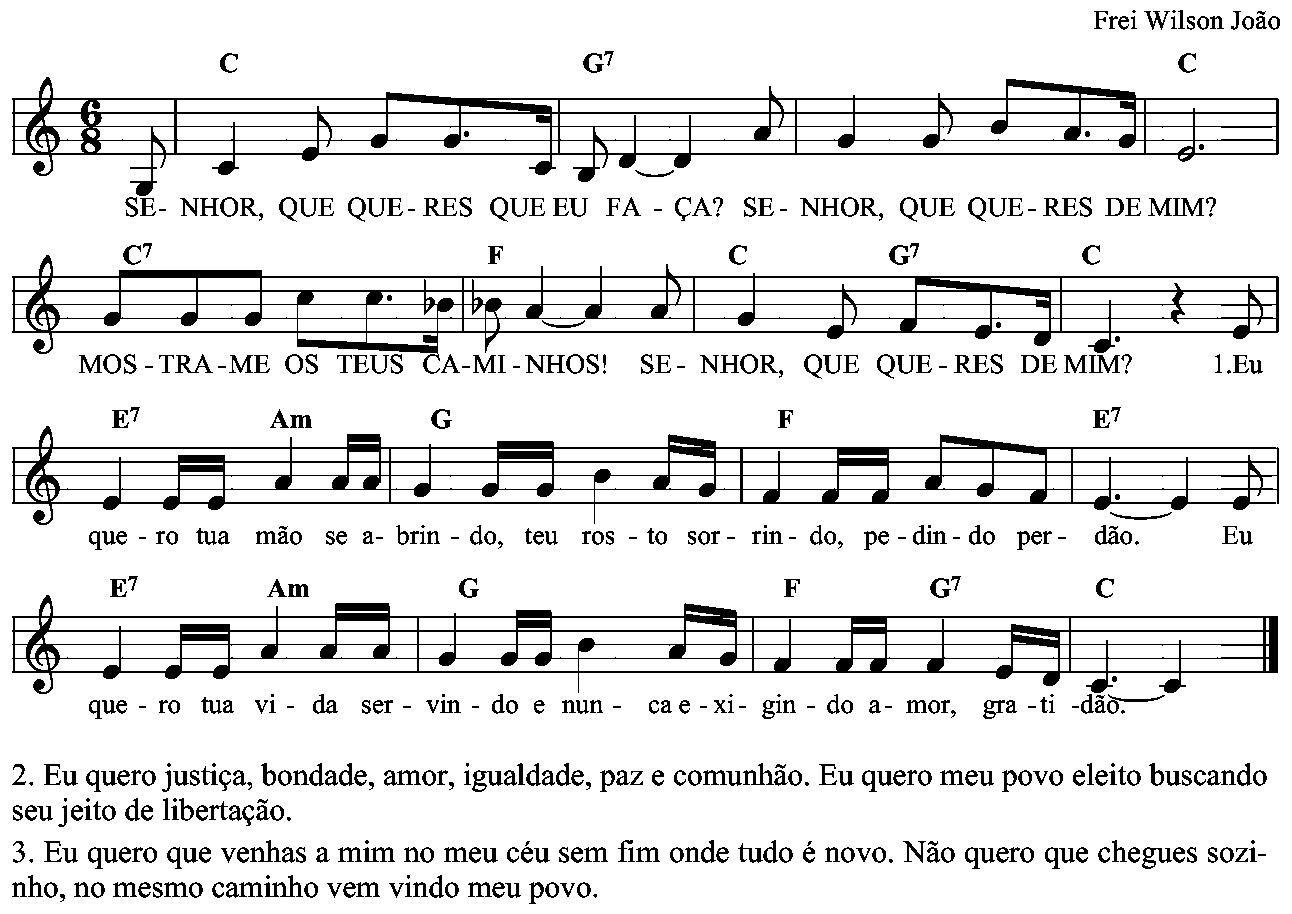 Frei Wilson João
C G7 C
6
8
SE- NHOR, QUE QUE-RES QUE EU FA-ÇA? SE-NHOR, QUE QUE-RES DE MIM?
C7 F C G7 C
MOS-TRA-ME OS TEUS CA-MI-NHOS! SE-NHOR, QUE QUE-RES DE MIM? 1.Eu
E7 Am G F E7
que-ro tua mão se a-brin-do, teu ros-to sor-rin-do, pe-din-do per-dão. Eu
E7 Am G F G7 C
que-ro tua vi-da ser-vin-do e nun-ca e-xi-gin-do a-mor, gra-ti-dão.
2. Eu quero justiça, bondade, amor, igualdade, paz e comunhão. Eu quero meu povo eleito buscando
seu jeito de libertação.
3. Eu quero que venhas a mim no meu céu sem fim onde tudo é novo. Não quero que chegues sozi-
nho, no mesmo caminho vem vindo meu povo.